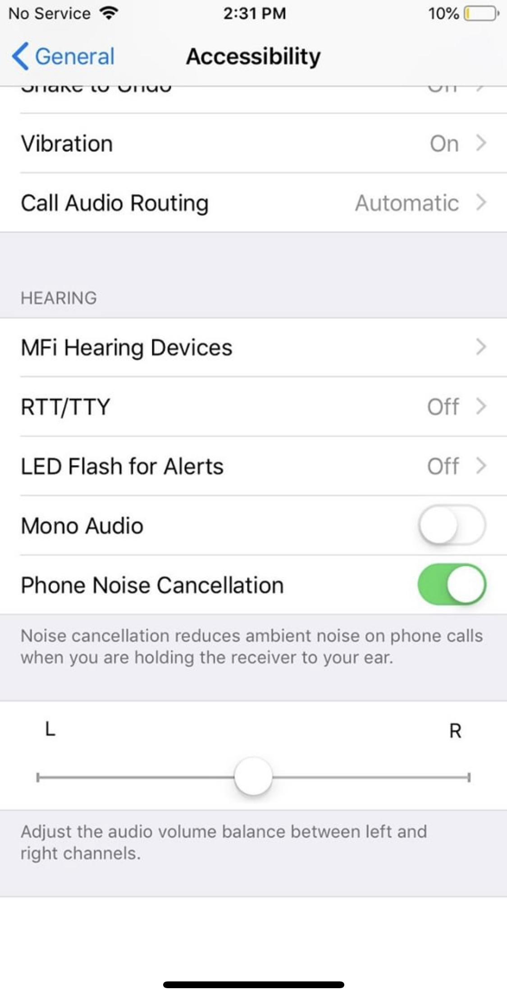 No Service
2:31 PM
10%
General
Accessibility
Shake to Undo
Vibration
On
Call Audio Routing
Automatic
HEARING
MFi Hearing Devices
RTT/TTY
Off
LED Flash for Alerts
Off
Mono Audio
Phone Noise Cancellation
Noise cancellation reduces ambient noise on phone calls
when you are holding the receiver to your ear.
L
R
Adjust the audio volume balance between left and
right channels.